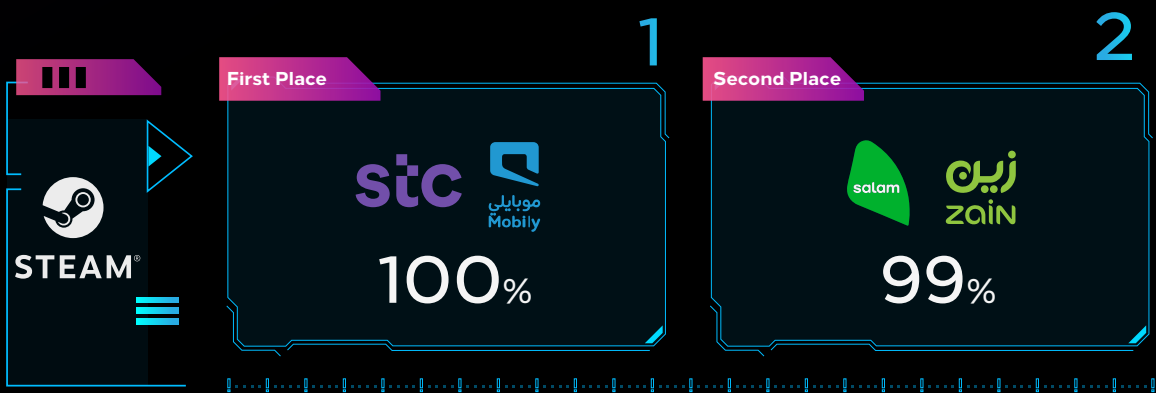 STEAM®
1
First Place
stc
موبايلي
Mobily
100%
2
Second Place
salam
زين
zain
99%